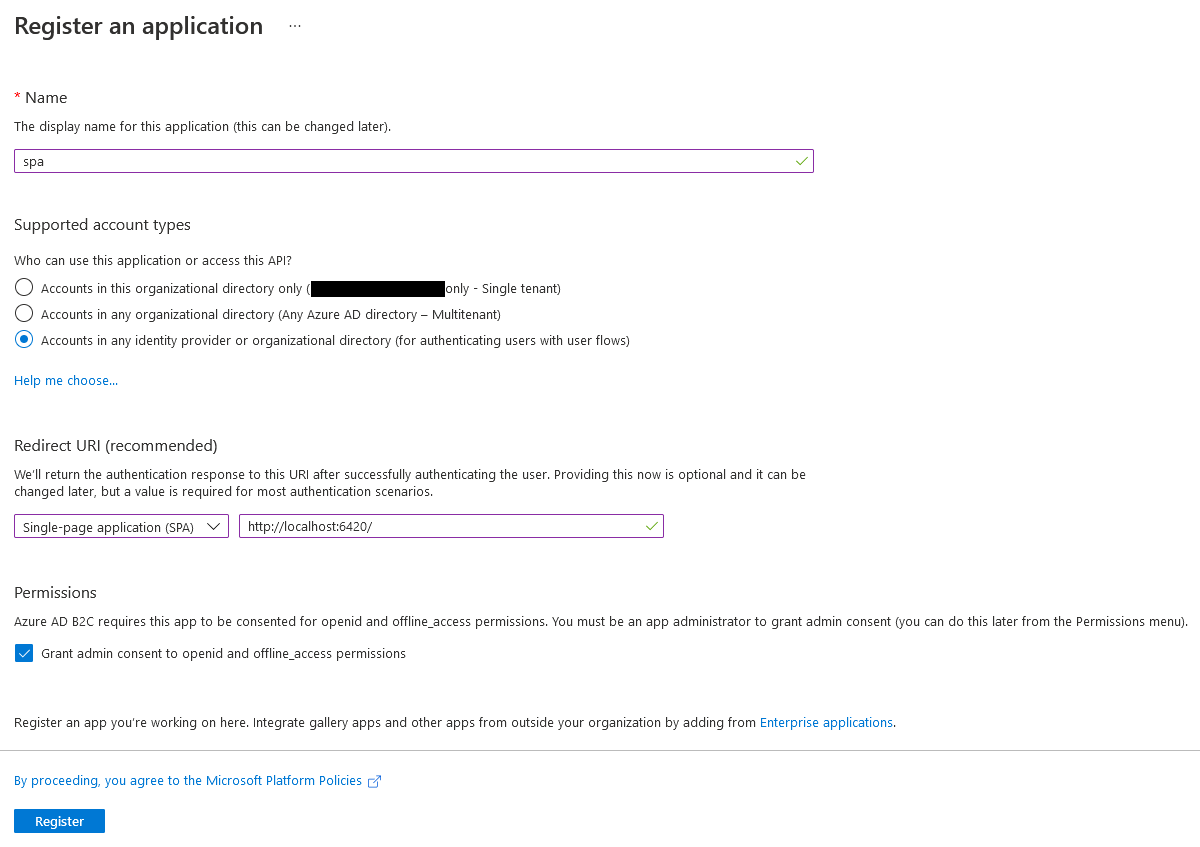 Register an application ...
* Name
The display name for this application (this can be changed later).
spa
Supported account types
Who can use this application or access this API?
Accounts in this organizational directory only ( only - Single tenant)
Accounts in any organizational directory (Any Azure AD directory – Multitenant)
Accounts in any identity provider or organizational directory (for authenticating users with user flows)
Help me choose...
Redirect URI (recommended)
We'll return the authentication response to this URI after successfully authenticating the user. Providing this now is optional and it can be
changed later, but a value is required for most authentication scenarios.
Single-page application (SPA) http://localhost:6420/
Permissions
Azure AD B2C requires this app to be consented for openid and offline_access permissions. You must be an app administrator to grant admin consent (you can do this later from the Permissions menu).
Grant admin consent to openid and offline_access permissions
Register an app you're working on here. Integrate gallery apps and other apps from outside your organization by adding from Enterprise applications.
By proceeding, you agree to the Microsoft Platform Policies
Register